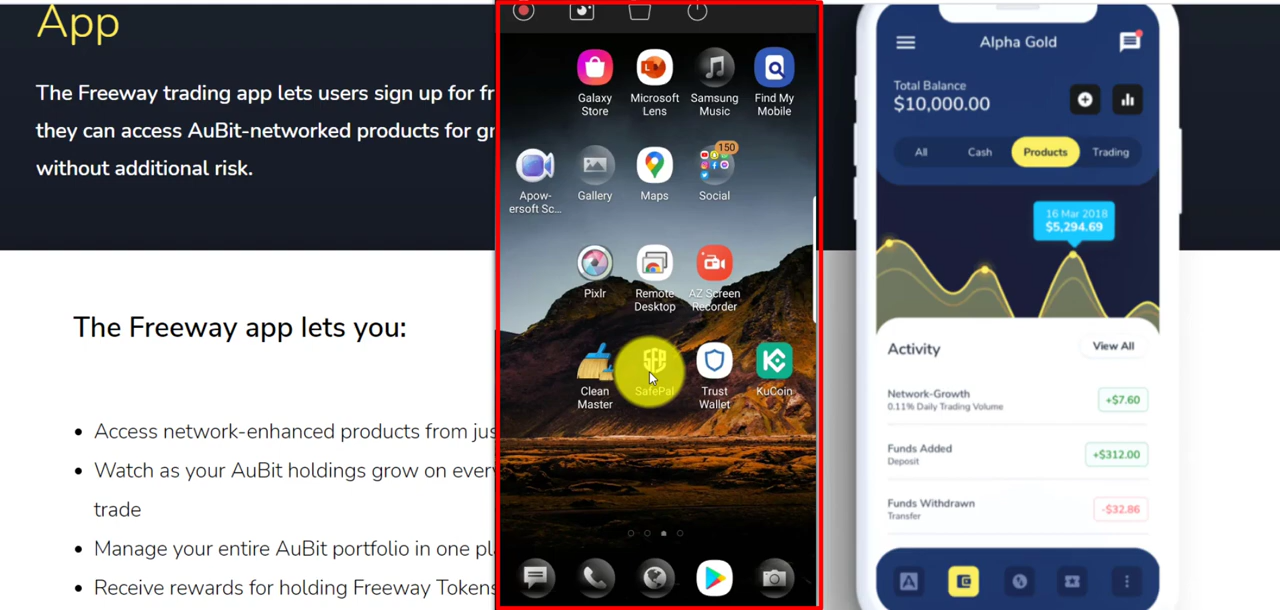 App
The Freeway trading app lets users sign up for fr
they can access AuBit-networked products for gr
without additional risk.
The Freeway app lets you:
Access network-enhanced products from jus
Watch as your AuBit holdings grow on every
trade
Manage your entire AuBit portfolio in one pl
Receive rewards for holding Freeway Tokens
Galaxy
Store
Microsoft
Lens
Samsung
Music
Find My
Mobile
Apow-
ersoft Sc...
Gallery
Maps
150
Social
Pixlr
Remote
Desktop
AZ Screen
Recorder
Clean
Master
SFP
SafePal
Trust
Wallet
KuCoin
Alpha Gold
Total Balance
$10,000.00
All
Cash
Products
Trading
16 Mar 2018
$5,294.69
Activity
View All
Network-Growth
0.11% Daily Trading Volume
+$7.60
Funds Added
Deposit
+$312.00
Funds Withdrawn
Transfer
-$32.86